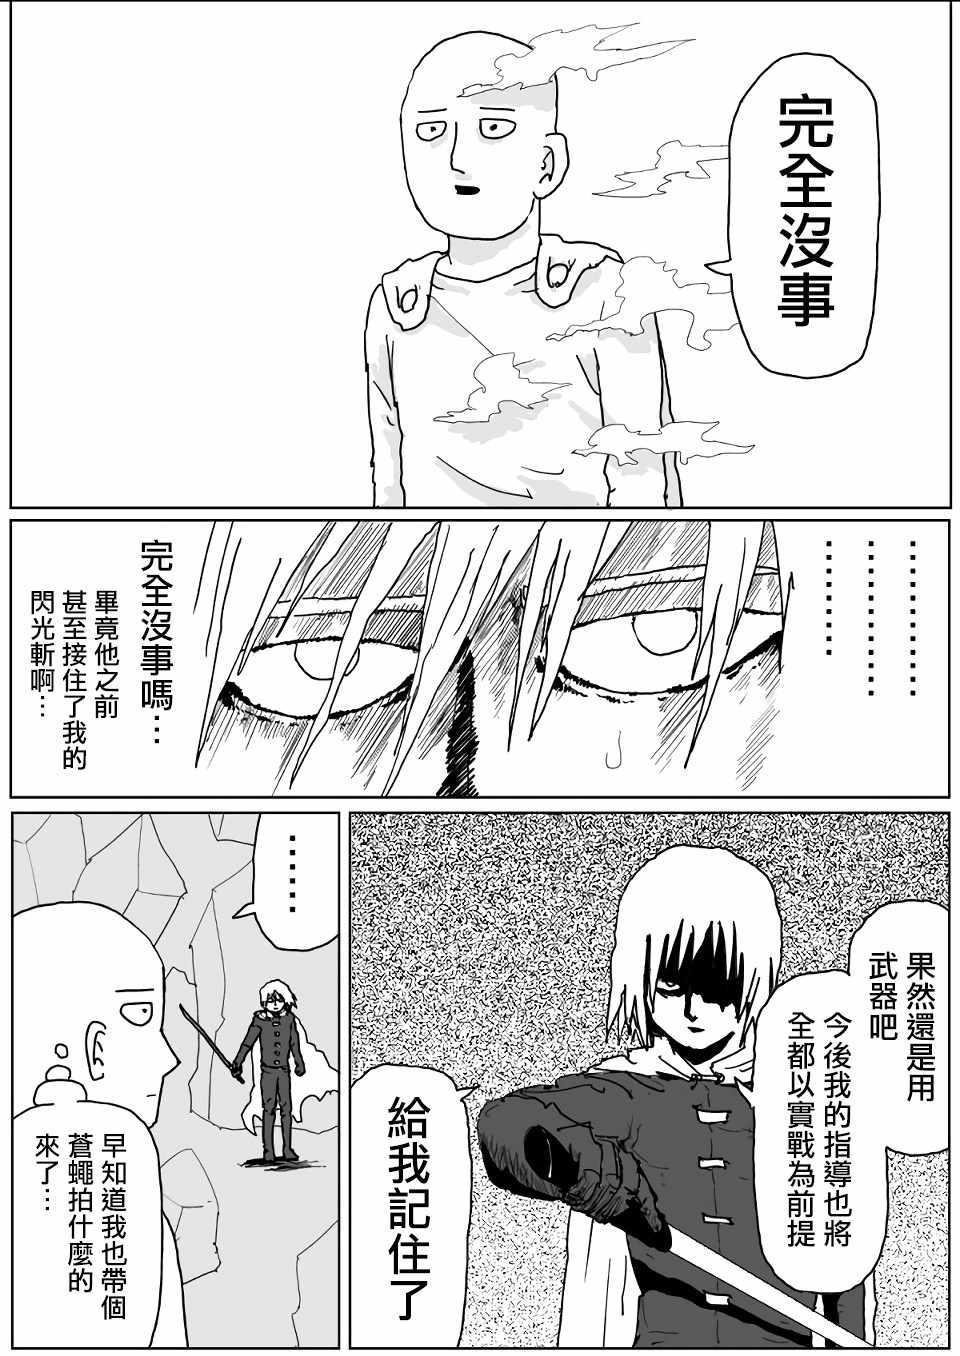 完全沒事
………………
……………
…………
完全沒事嗎…
畢竟他之前
甚至接住了我的
閃光斬啊…
果然還是用
武器吧
今後我的指導也將
全都以實戰為前提
給我記住了
……
早知道我也帶個
蒼蠅拍什麼的
來了…